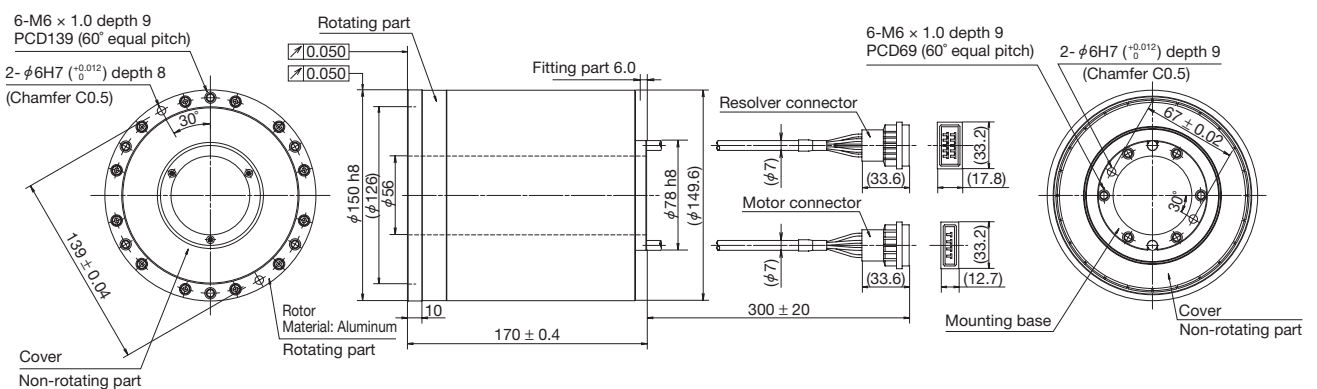 6-M6 × 1.0 depth 9
PCD139 (60° equal pitch)
2-φ6H7 (+0.012 0) depth 8
(Chamfer C0.5)
30°
139 ± 0.04
Cover
Non-rotating part
Rotor
Material: Aluminum
Rotating part
Rotating part
↗ 0.050
↗ 0.050
Fitting part 6.0
φ150 h8
(φ126)
φ56
φ78 h8
(φ149.6)
10
170 ± 0.4
300 ± 20
Resolver connector
(φ7)
(33.6)
(33.2)
(17.8)
Motor connector
(φ7)
(33.6)
(33.2)
(12.7)
6-M6 × 1.0 depth 9
PCD69 (60° equal pitch)
2-φ6H7 (+0.012 0) depth 9
(Chamfer C0.5)
67 ± 0.02
30°
Mounting base
Cover
Non-rotating part